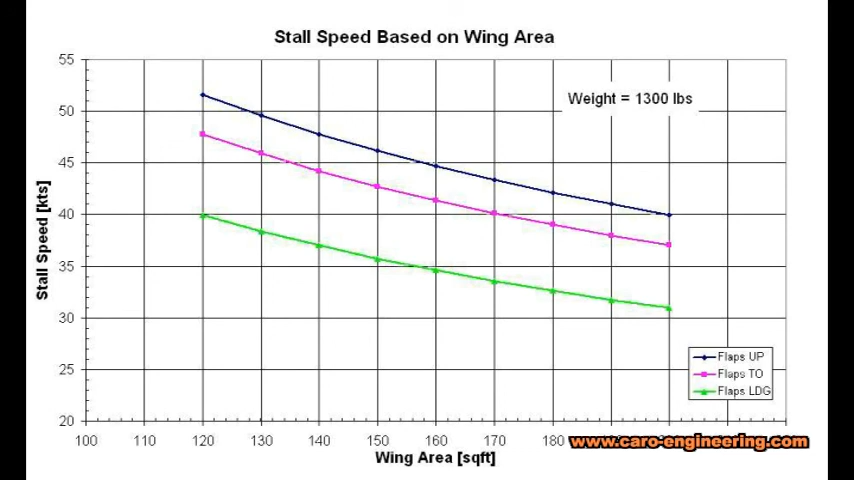 Stall Speed Based on Wing Area
Weight = 1300 lbs
55
50
45
40
35
30
25
20
Stall Speed [kts]
Flaps UP
Flaps TO
Flaps LDG
100 110 120 130 140 150 160 170 180
www.caro-engineering.com
Wing Area [sqft]